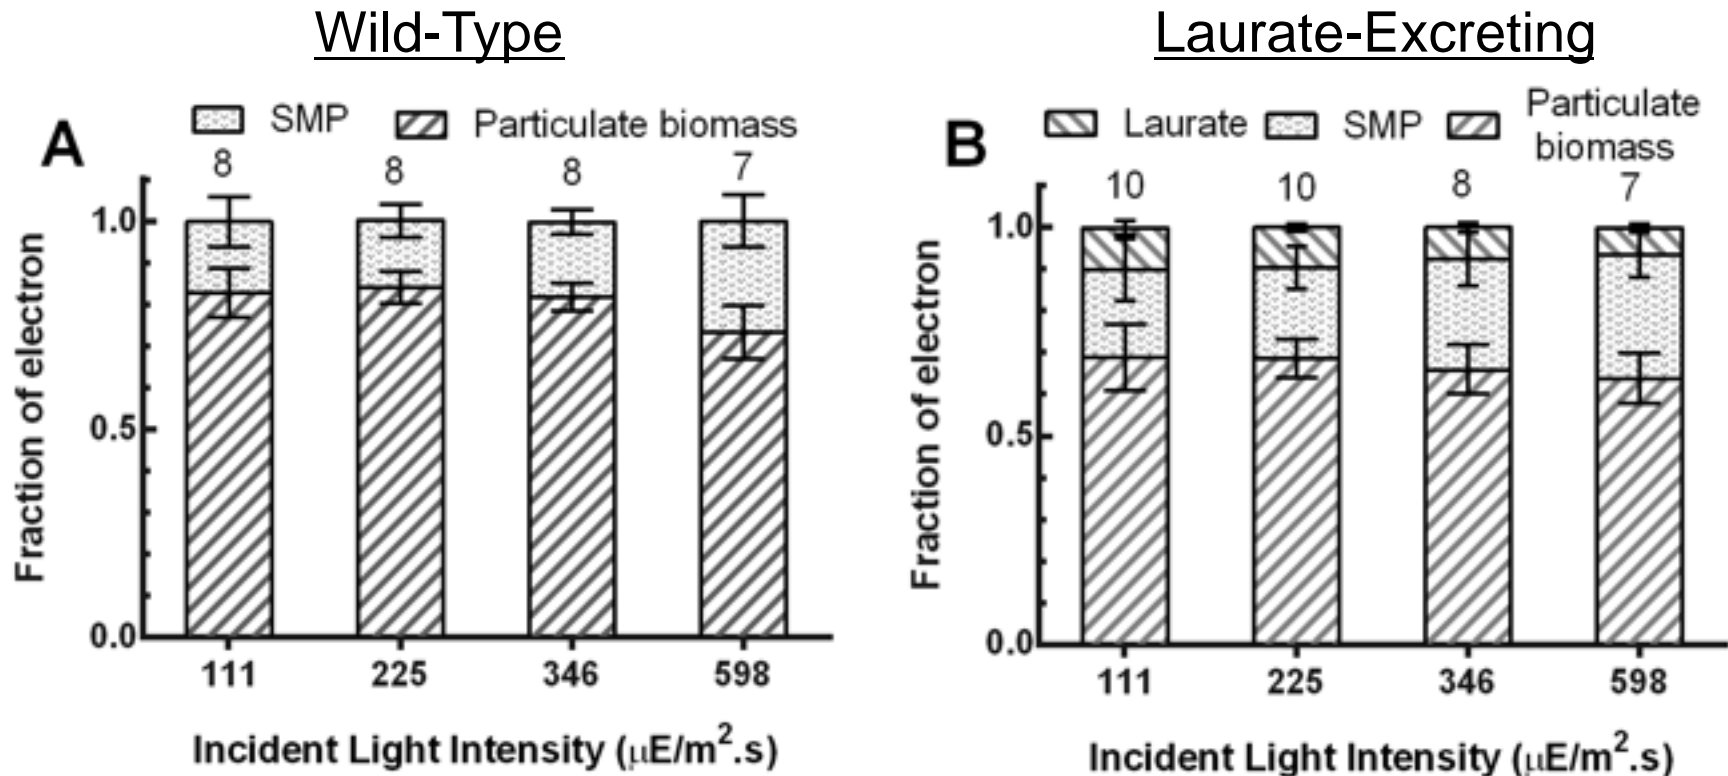 Wild-Type
A
SMP Particulate biomass
8 8 8 7
Fraction of electron
1.0
0.5
0.0
111 225 346 598
Incident Light Intensity (μE/m².s)
Laurate-Excreting
B
Laurate SMP Particulate
biomass
10 10 8 7
Fraction of electron
1.0
0.5
0.0
111 225 346 598
Incident Light Intensity (μE/m².s)